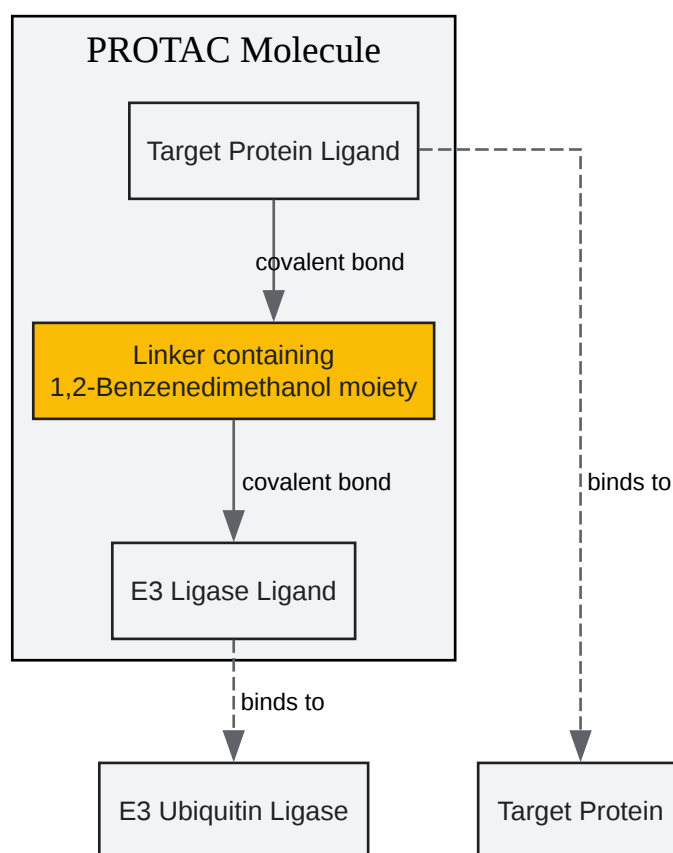 PROTAC Molecule
Target Protein Ligand
covalent bond
Linker containing
1,2-Benzenedimethanol moiety
covalent bond
binds to
E3 Ligase Ligand
binds to
E3 Ubiquitin Ligase
Target Protein